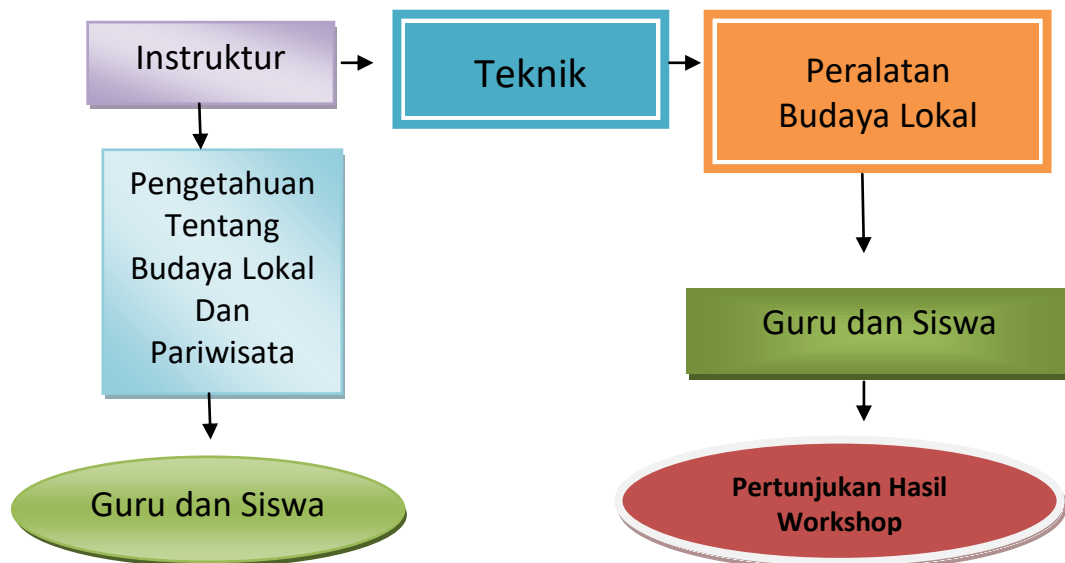 Instruktur
Teknik
Peralatan
Budaya Lokal
Pengetahuan
Tentang
Budaya Lokal
Dan
Pariwisata
Guru dan Siswa
Guru dan Siswa
Pertunjukan Hasil
Workshop